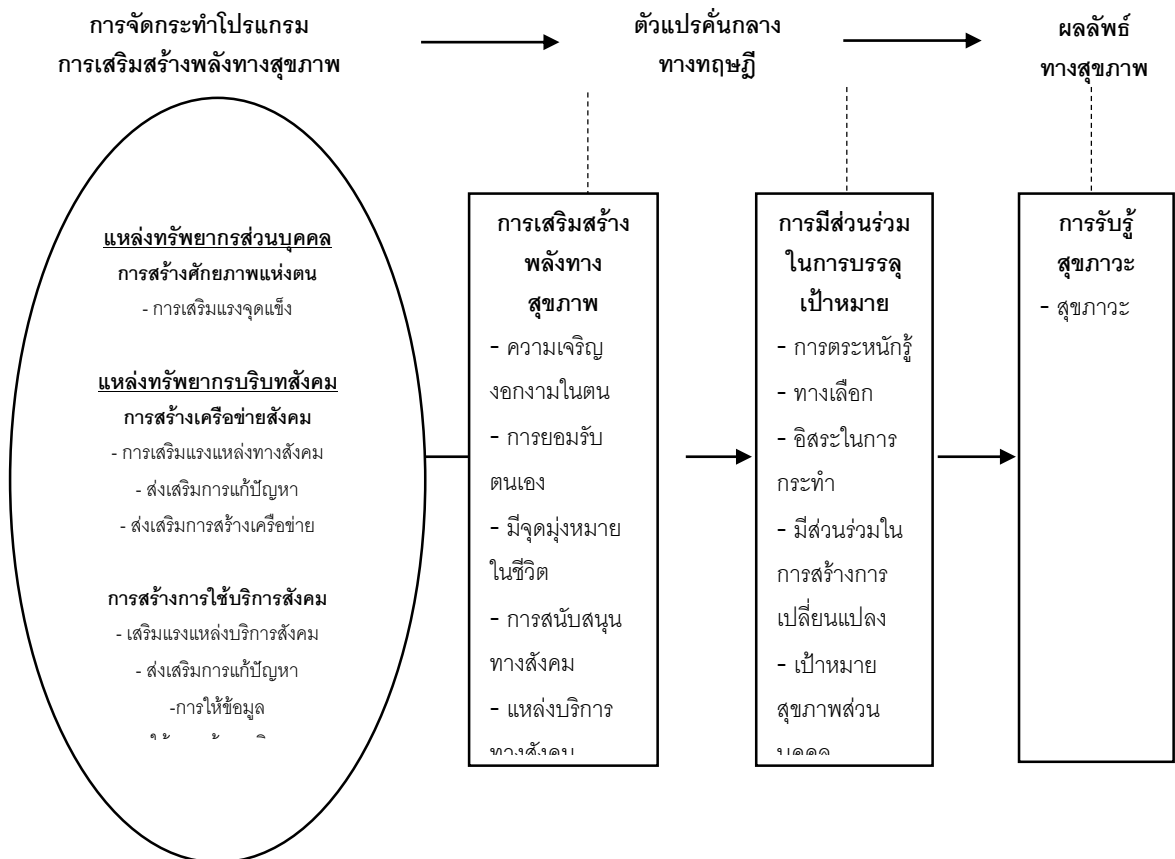 การจัดกระทำโปรแกรม
การเสริมสร้างพลังทางสุขภาพ
ตัวแปรคั่นกลาง
ทางทฤษฎี
ผลลัพธ์
ทางสุขภาพ
แหล่งทรัพยากรส่วนบุคคล
การสร้างศักยภาพแห่งตน
- การเสริมแรงจุดแข็ง
แหล่งทรัพยากรบริบทสังคม
การสร้างเครือข่ายสังคม
- การเสริมแรงแหล่งทางสังคม
- ส่งเสริมการแก้ปัญหา
- ส่งเสริมการสร้างเครือข่าย
การสร้างการใช้บริการสังคม
- เสริมแรงแหล่งบริการสังคม
- ส่งเสริมการแก้ปัญหา
-การให้ข้อมูล
การเสริมสร้าง
พลังทาง
สุขภาพ
- ความเจริญ
งอกงามในตน
- การยอมรับ
ตนเอง
- มีจุดมุ่งหมาย
ในชีวิต
- การสนับสนุน
ทางสังคม
- แหล่งบริการ
ทางสังคม
การมีส่วนร่วม
ในการบรรลุ
เป้าหมาย
- การตระหนักรู้
- ทางเลือก
- อิสระในการ
กระทำ
- มีส่วนร่วมใน
การสร้างการ
เปลี่ยนแปลง
- เป้าหมาย
สุขภาพส่วน
บุคคล
การรับรู้
สุขภาวะ
- สุขภาวะ